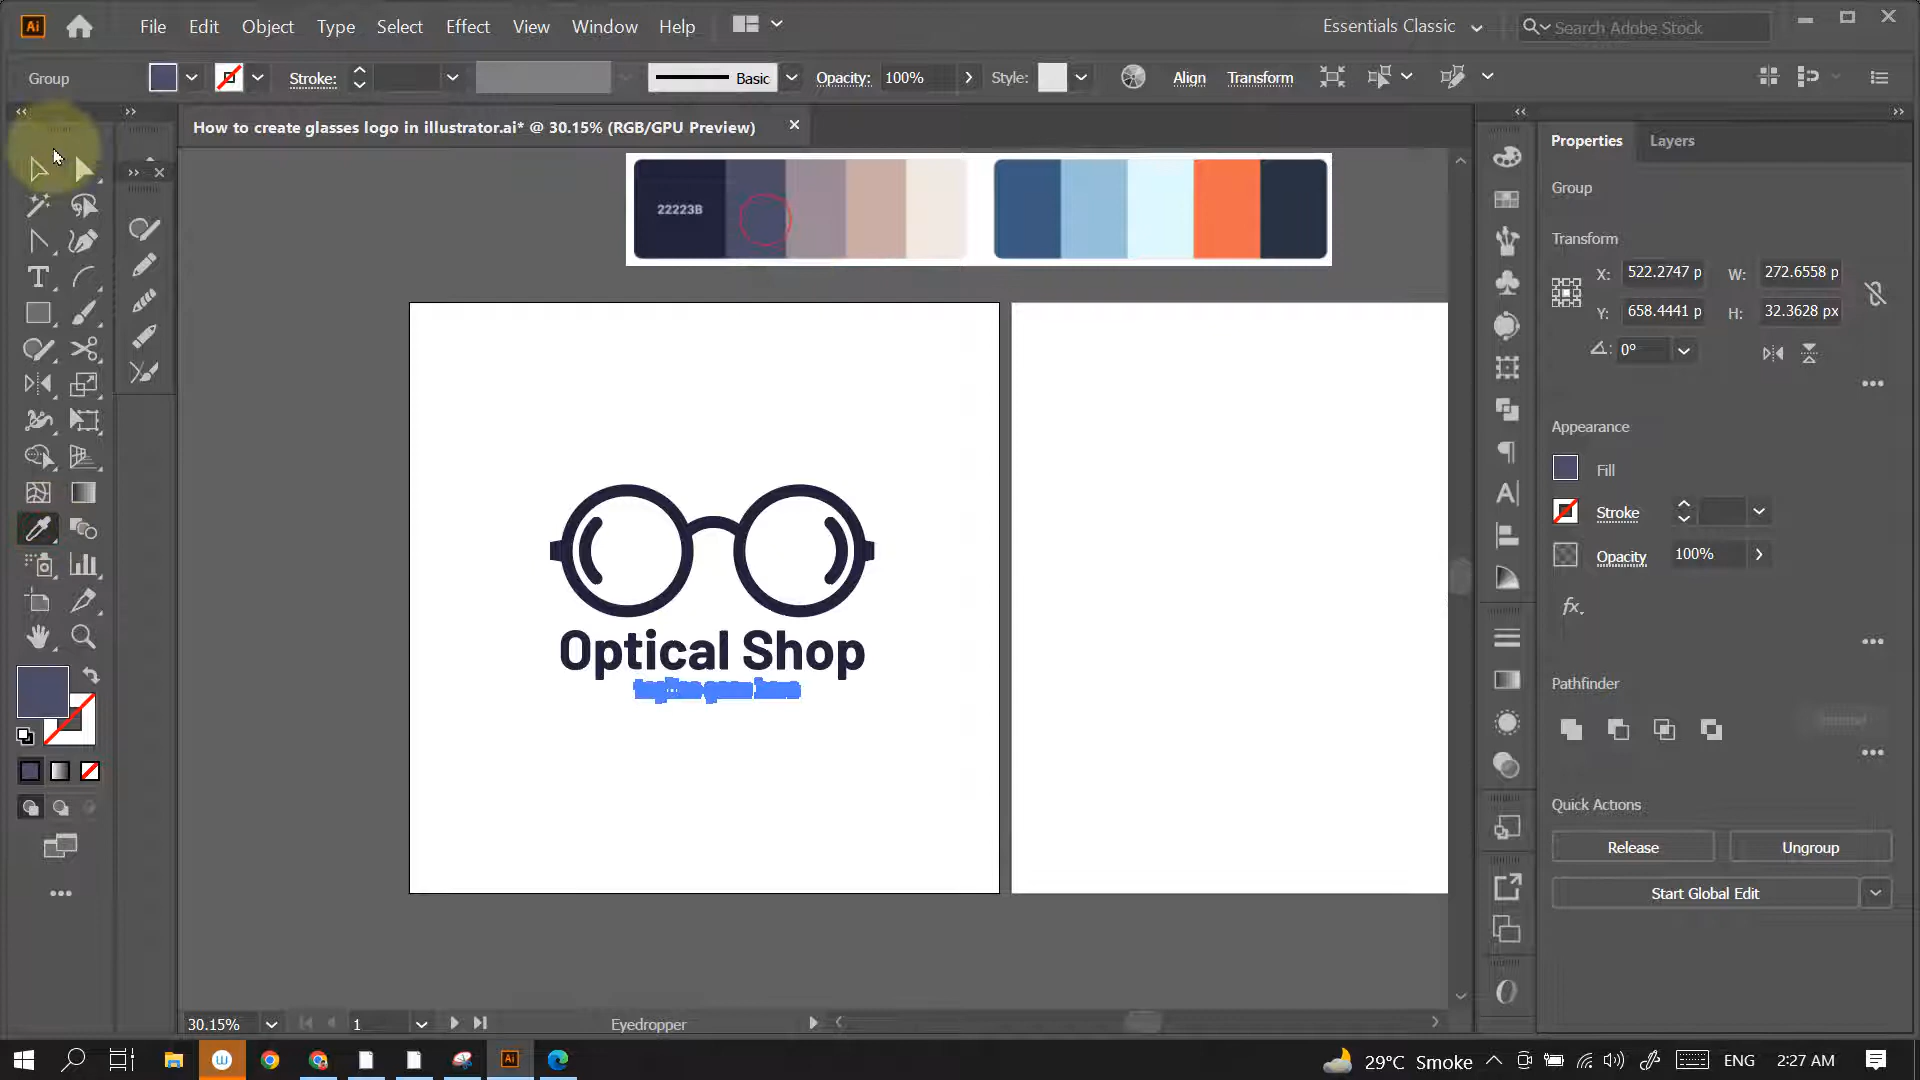 Ai File Edit Object Type Select Effect View Window Help Essentials Classic Search Adobe Stock
Group Stroke: Basic Opacity: 100% Style: Align Transform
How to create glasses logo in illustrator.ai* @ 30.15% (RGB/GPU Preview)
Properties Layers
Group
22223B
Transform
X: 522.2747 p W: 272.6558 p
Y: 658.4441 p H: 32.3628 px
0°
Appearance
Fill
Stroke
Opacity 100%
fx.
Optical Shop
tagline goes here
Pathfinder
Quick Actions
Release Ungroup
Start Global Edit
30.15% 1 Eyedropper
29°C Smoke ENG 2:27 AM